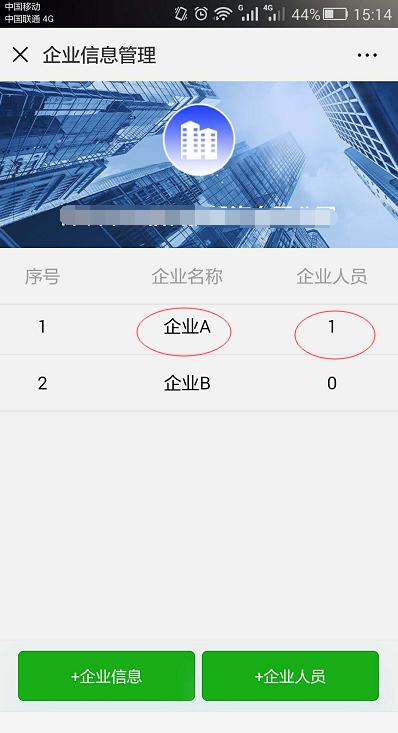 中国移动
中国联通 4G
G
4G
44%
15:14
企业信息管理
序号 企业名称 企业人员
1 企业A 1
2 企业B 0
+企业信息 +企业人员